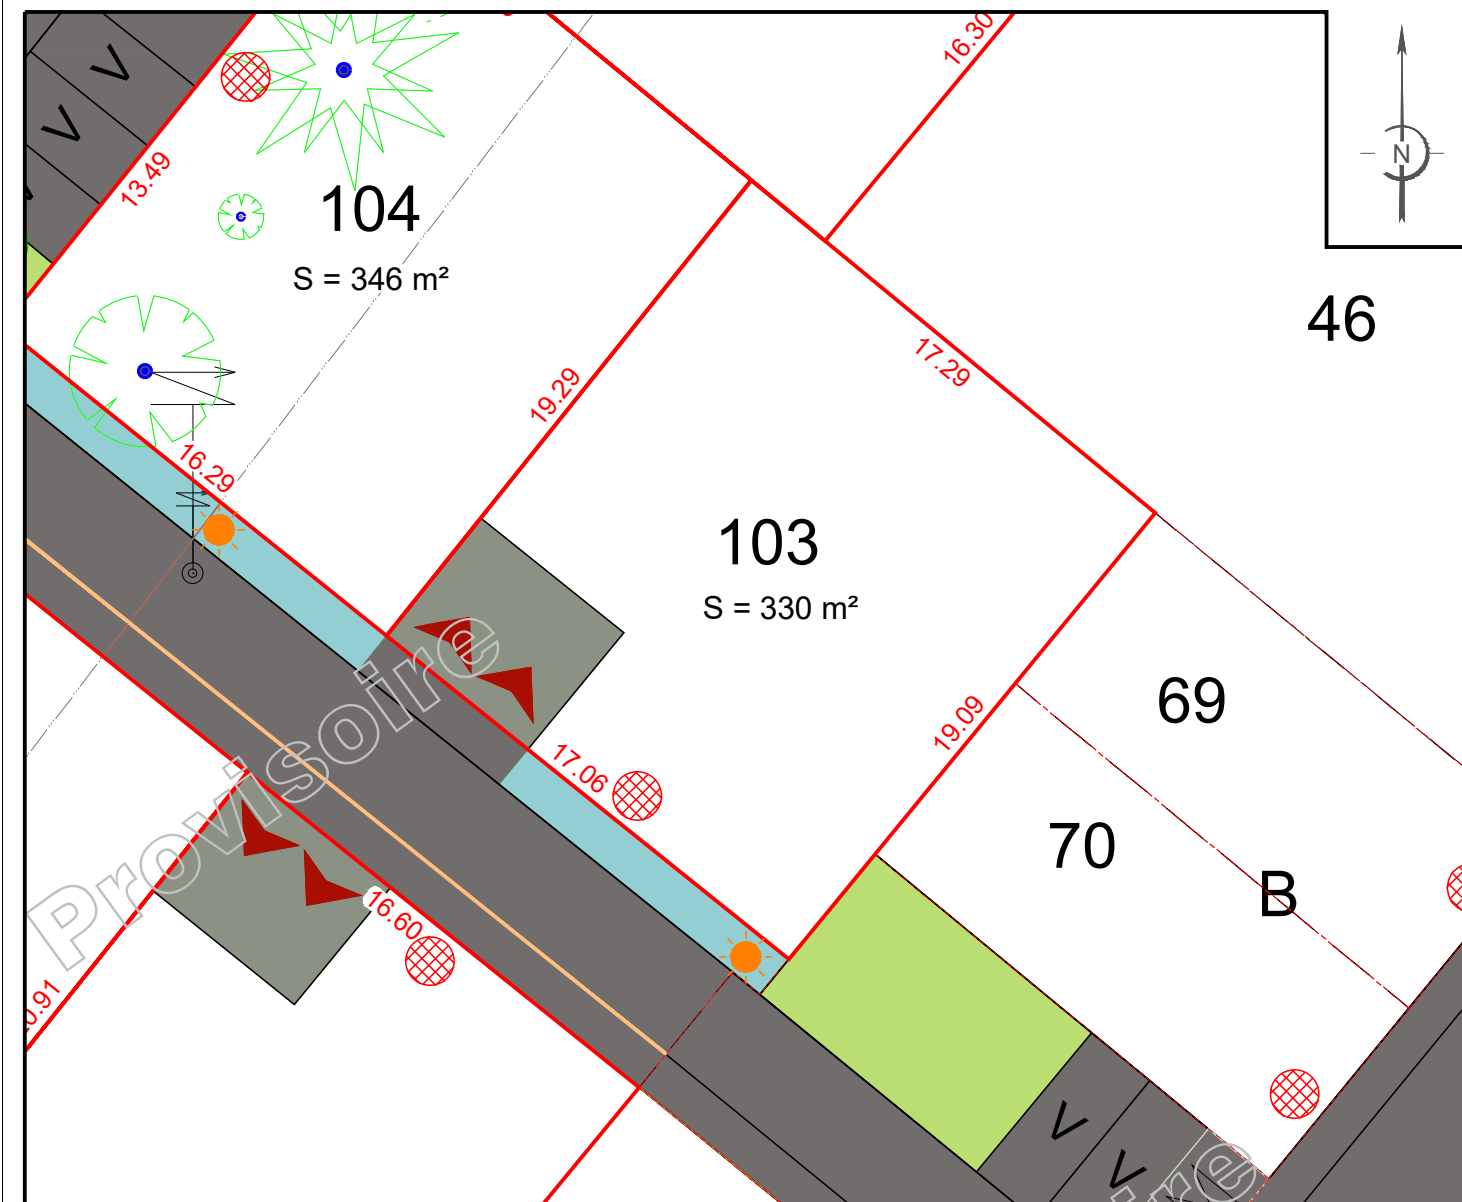 16.30
V
V
N
13.49
104
S = 346 m²
46
17.29
19.29
16.29
103
S = 330 m²
Provisoire
69
19.09
17.06
70
B
16.60
V
V